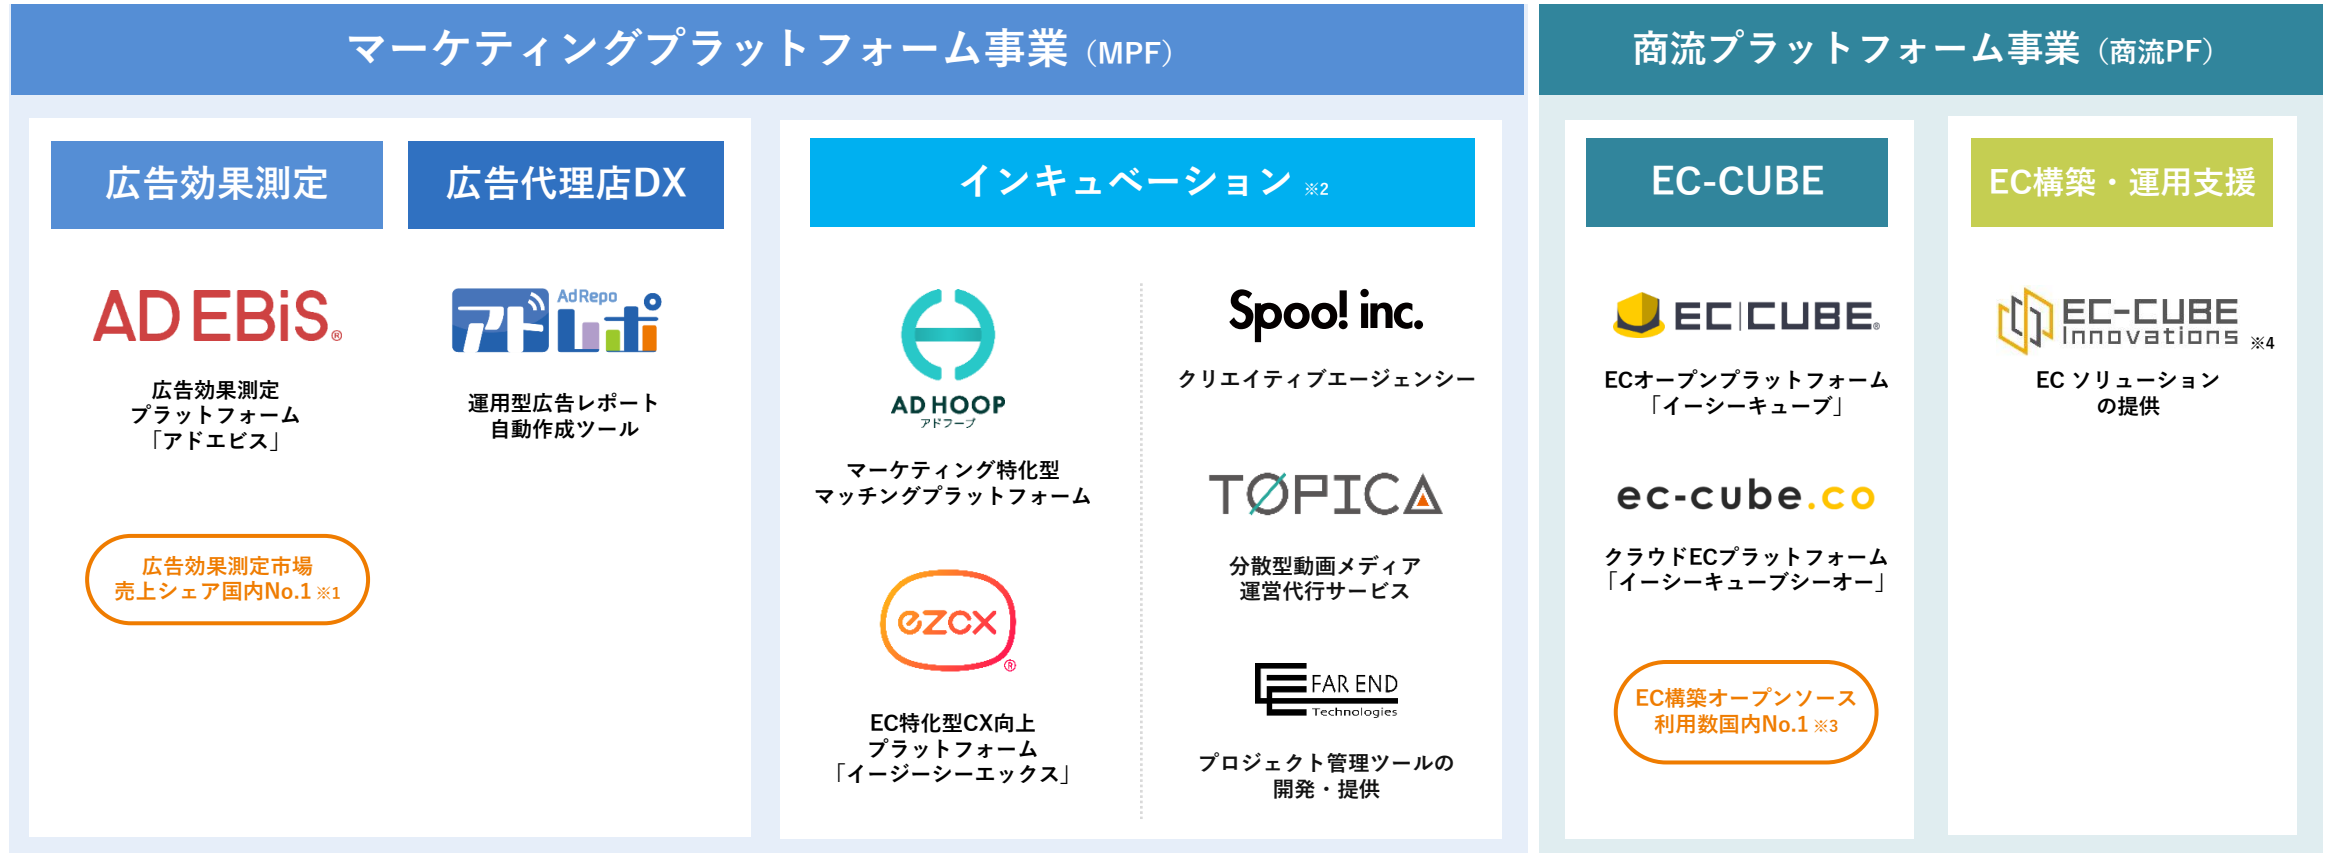 マーケティングプラットフォーム事業（MPF）
広告効果測定
AD EBiS®
広告効果測定
プラットフォーム
「アドエビス」
広告効果測定市場
売上シェア国内No.1 ※1
広告代理店DX
AdRepo
アドレポ
運用型広告レポート
自動作成ツール
インキュベーション ※2
AD HOOP
アドフープ
マーケティング特化型
マッチングプラットフォーム
ezcx®
EC特化型CX向上
プラットフォーム
「イージーシーエックス」
Spoo! inc.
クリエイティブエージェンシー
TOPICA
分散型動画メディア
運営代行サービス
FAR END
Technologies
プロジェクト管理ツールの
開発・提供
商流プラットフォーム事業（商流PF）
EC-CUBE
EC|CUBE®
ECオープンプラットフォーム
「イーシーキューブ」
ec-cube.co
クラウドECプラットフォーム
「イーシーキューブシーオー」
EC構築オープンソース
利用数国内No.1 ※3
EC構築・運用支援
EC-CUBE
Innovations ※4
EC ソリューション
の提供